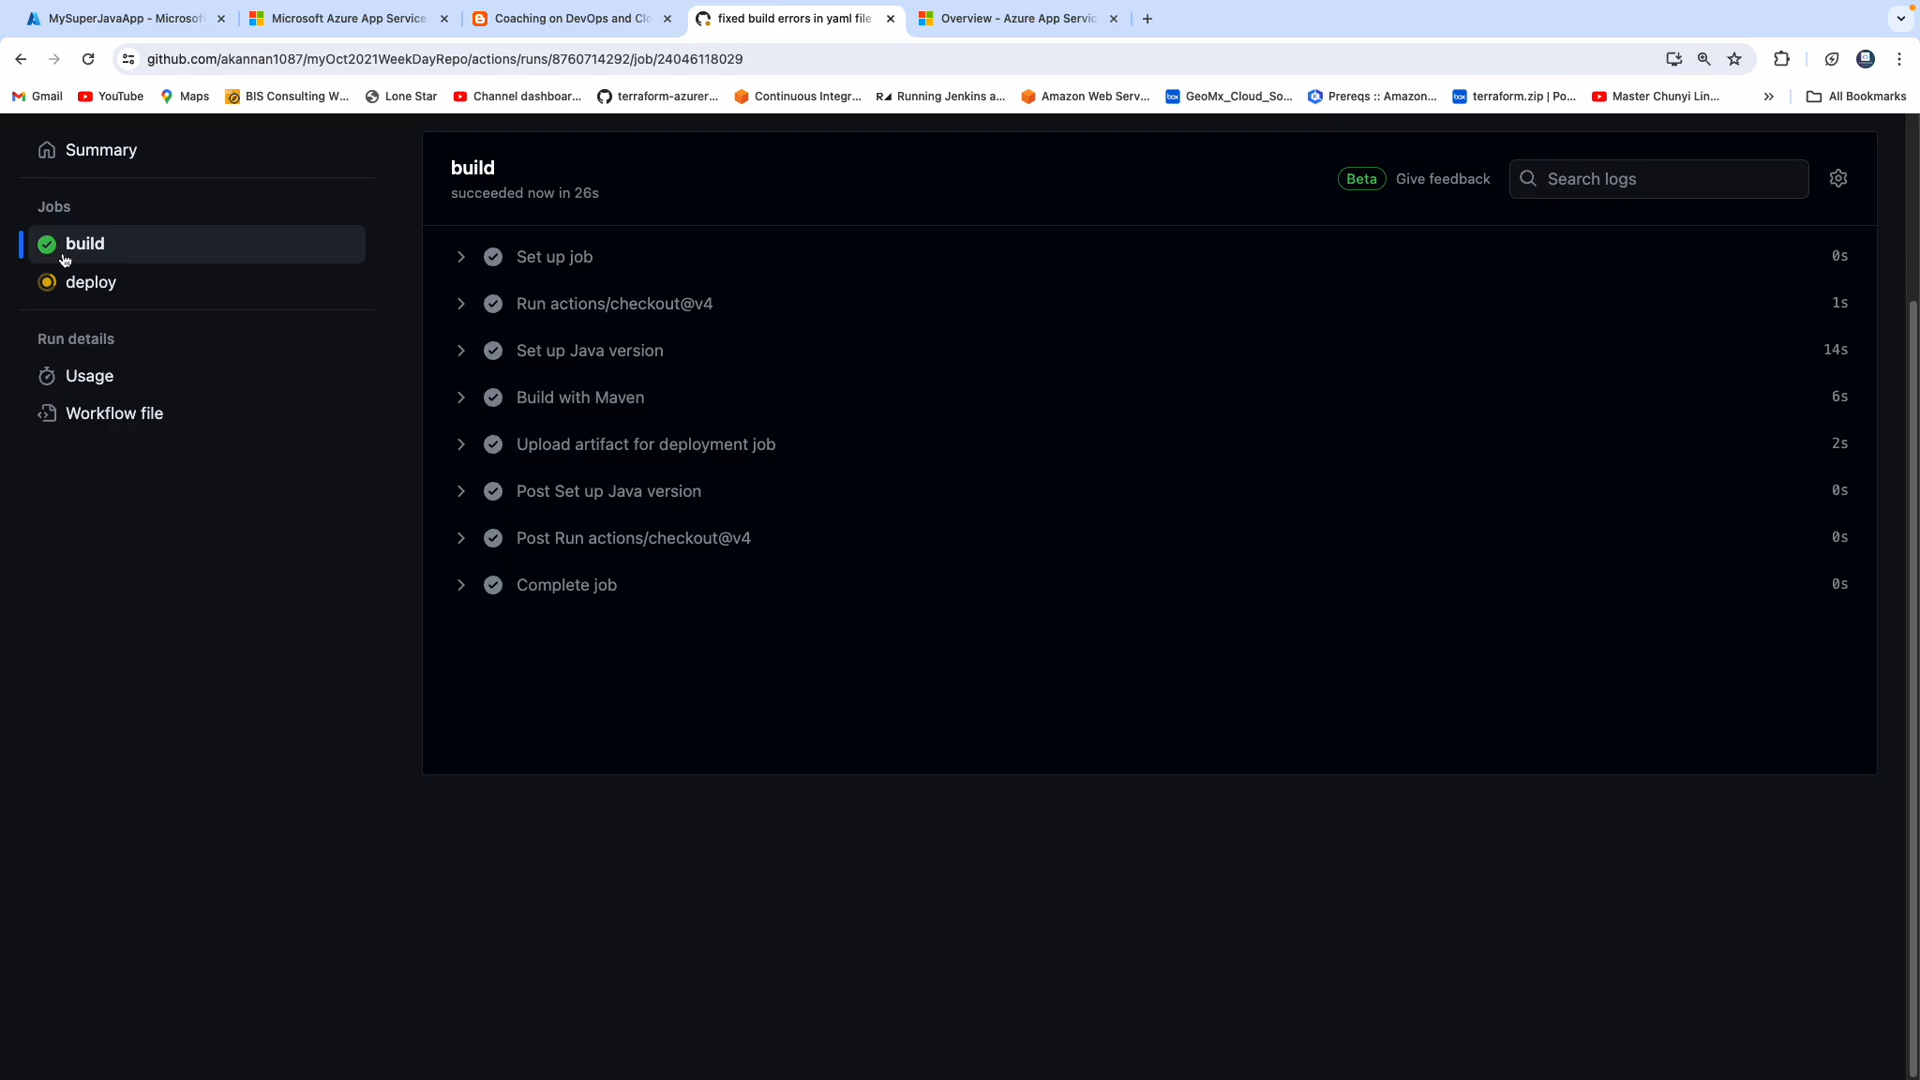 MySuperJavaApp - Microsof
Microsoft Azure App Service
Coaching on DevOps and Clo
fixed build errors in yaml file
Overview - Azure App Servic
github.com/akannan1087/myOct2021WeekDayRepo/actions/runs/8760714292/job/24046118029
Gmail
YouTube
Maps
BIS Consulting W...
Lone Star
Channel dashboar...
terraform-azurer...
Continuous Integr...
Running Jenkins a...
Amazon Web Serv...
GeoMx_Cloud_So...
Prereqs :: Amazon...
terraform.zip | Po...
Master Chunyi Lin...
All Bookmarks
Summary
Jobs
build
deploy
Run details
Usage
Workflow file
build
succeeded now in 26s
Beta Give feedback
Search logs
Set up job 0s
Run actions/checkout@v4 1s
Set up Java version 14s
Build with Maven 6s
Upload artifact for deployment job 2s
Post Set up Java version 0s
Post Run actions/checkout@v4 0s
Complete job 0s